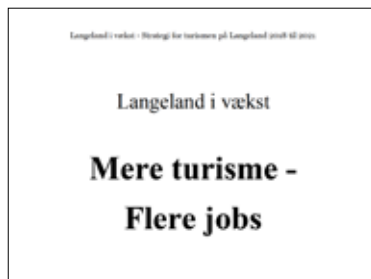 Langeland i vækst - Strategi for turismen på Langeland 2018 til 2021
Langeland i vækst
Mere turisme -
Flere jobs